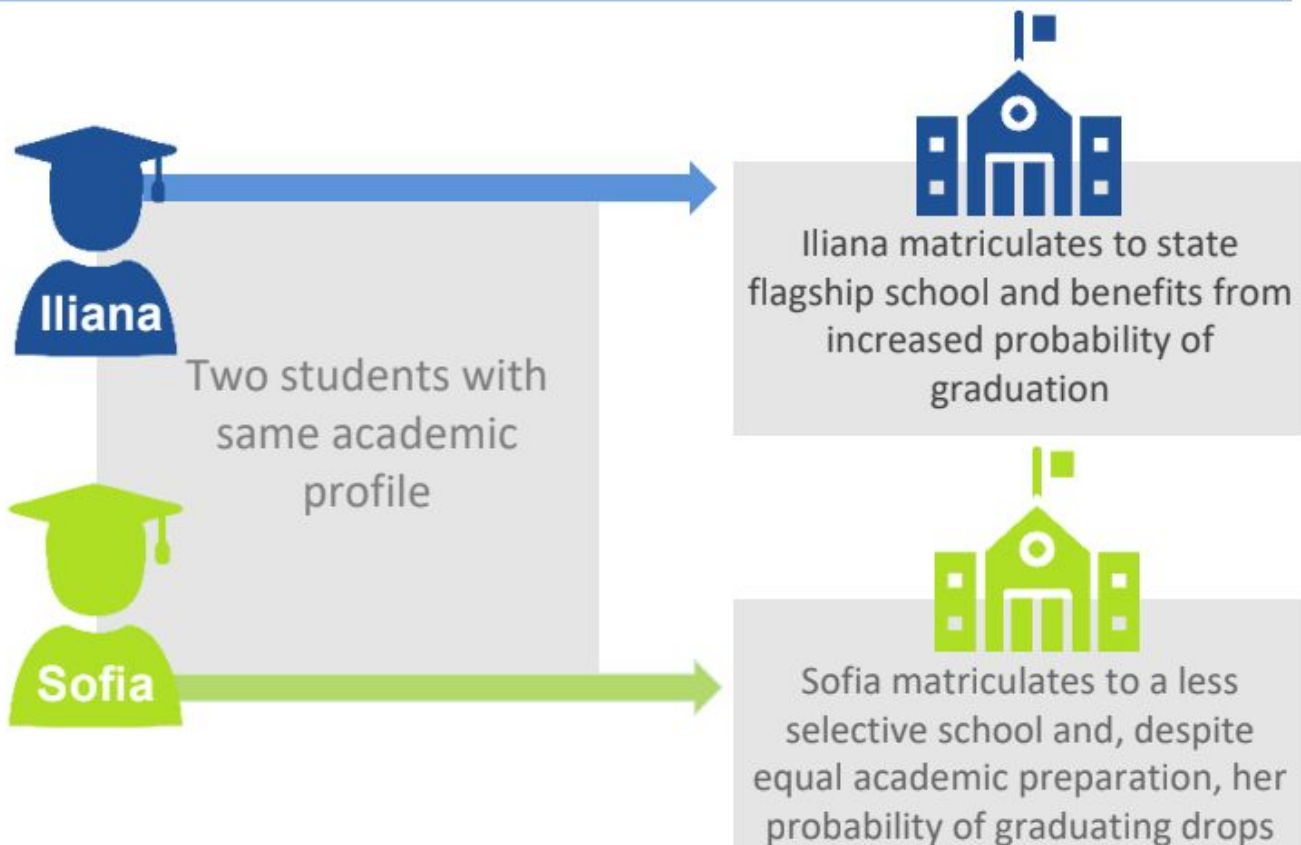 Iliana
Two students with
same academic
profile
Sofia
Iliana matriculates to state
flagship school and benefits from
increased probability of
graduation
Sofia matriculates to a less
selective school and, despite
equal academic preparation, her
probability of graduating drops